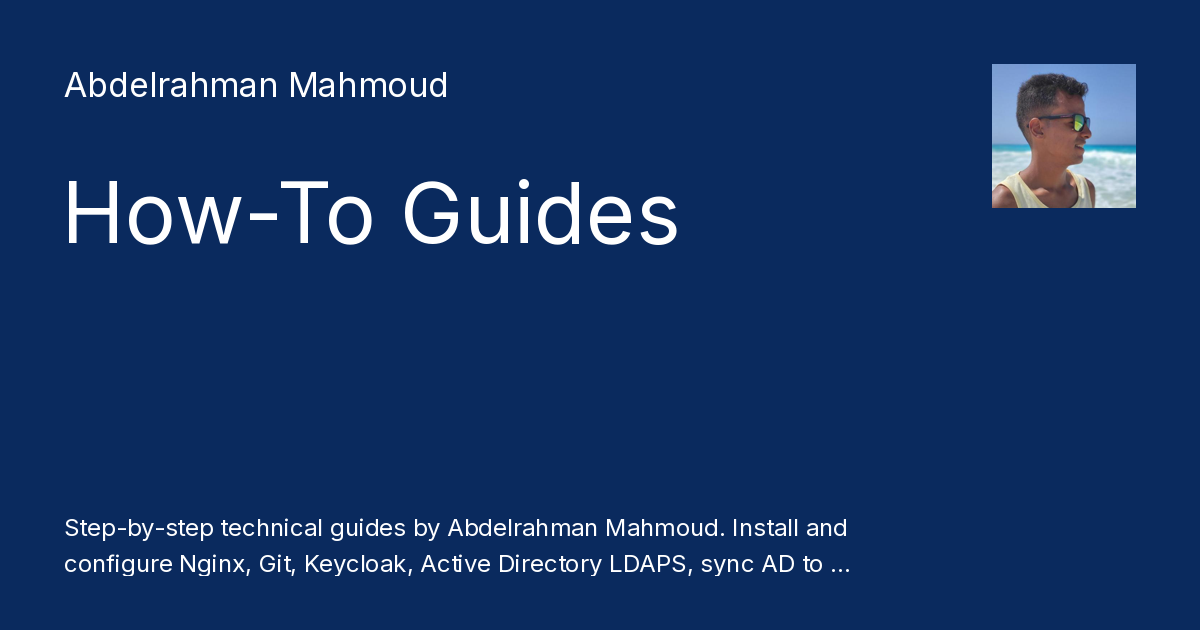 Abdelrahman Mahmoud
How-To Guides
Step-by-step technical guides by Abdelrahman Mahmoud. Install and
configure Nginx, Git, Keycloak, Active Directory LDAPS, sync AD to ...